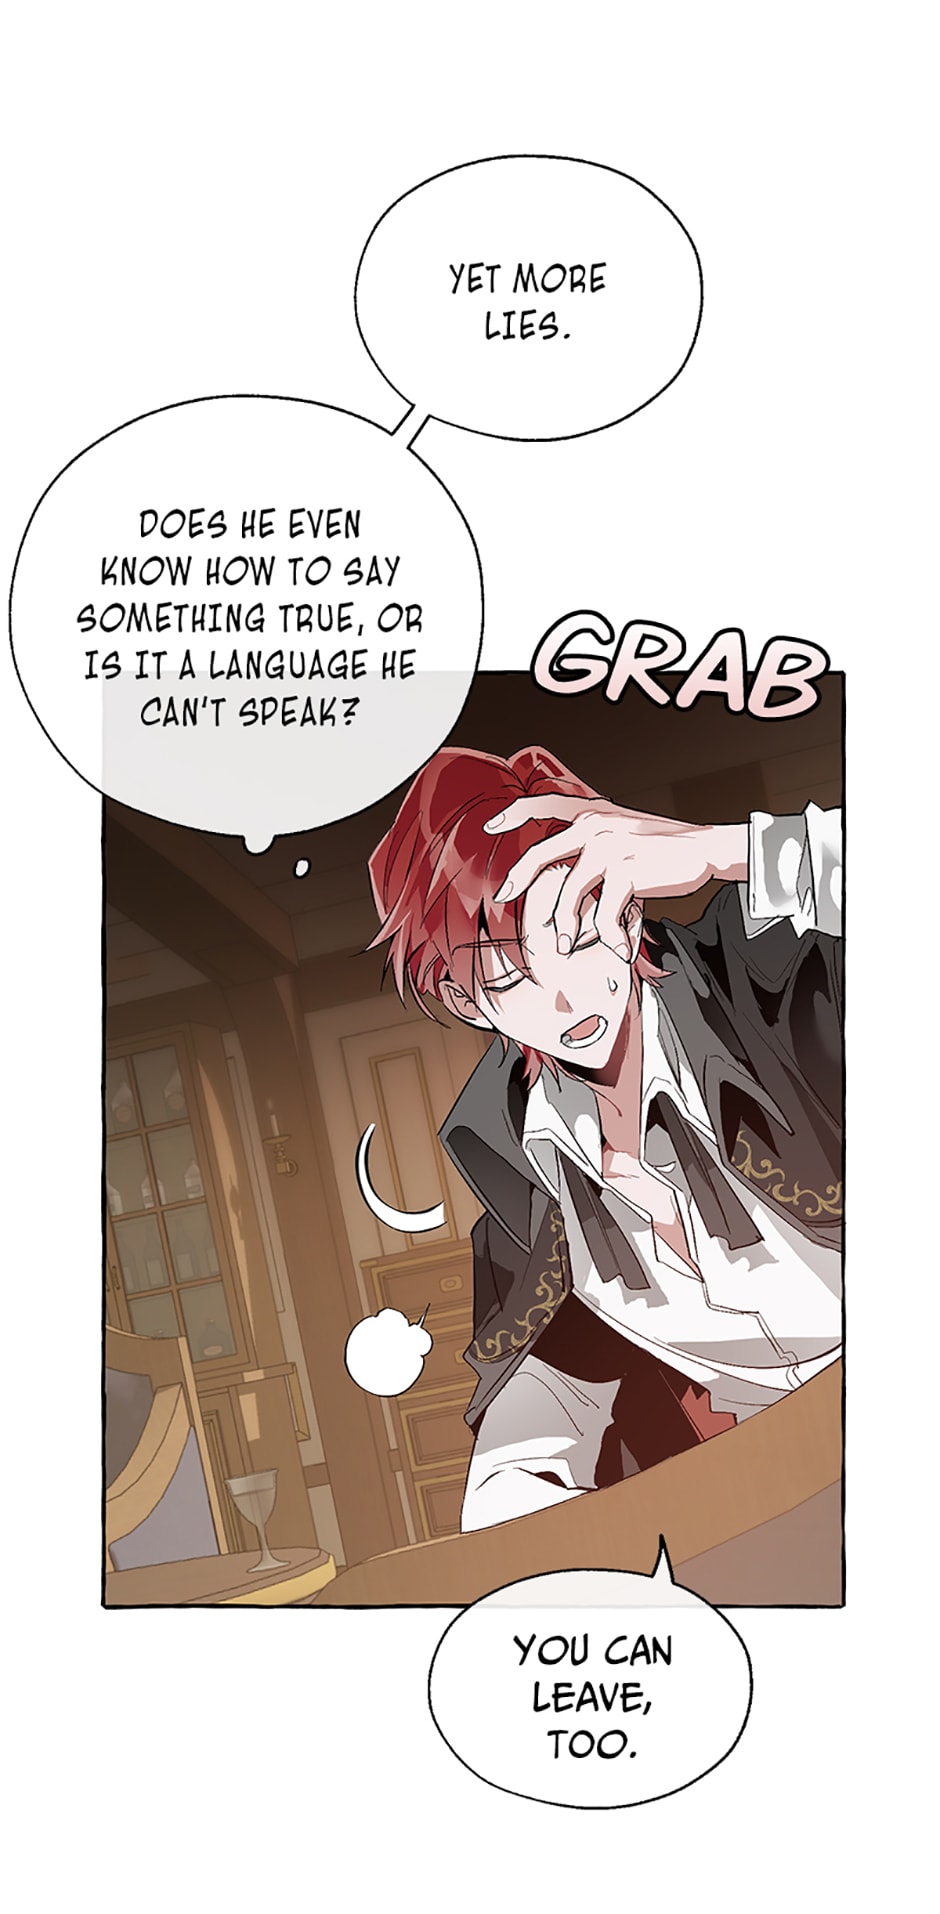 YET MORE
LIES.
DOES HE EVEN
KNOW HOW TO SAY
SOMETHING TRUE, OR
IS IT A LANGUAGE HE
CAN'T SPEAK?
GRAB
YOU CAN
LEAVE,
TOO.